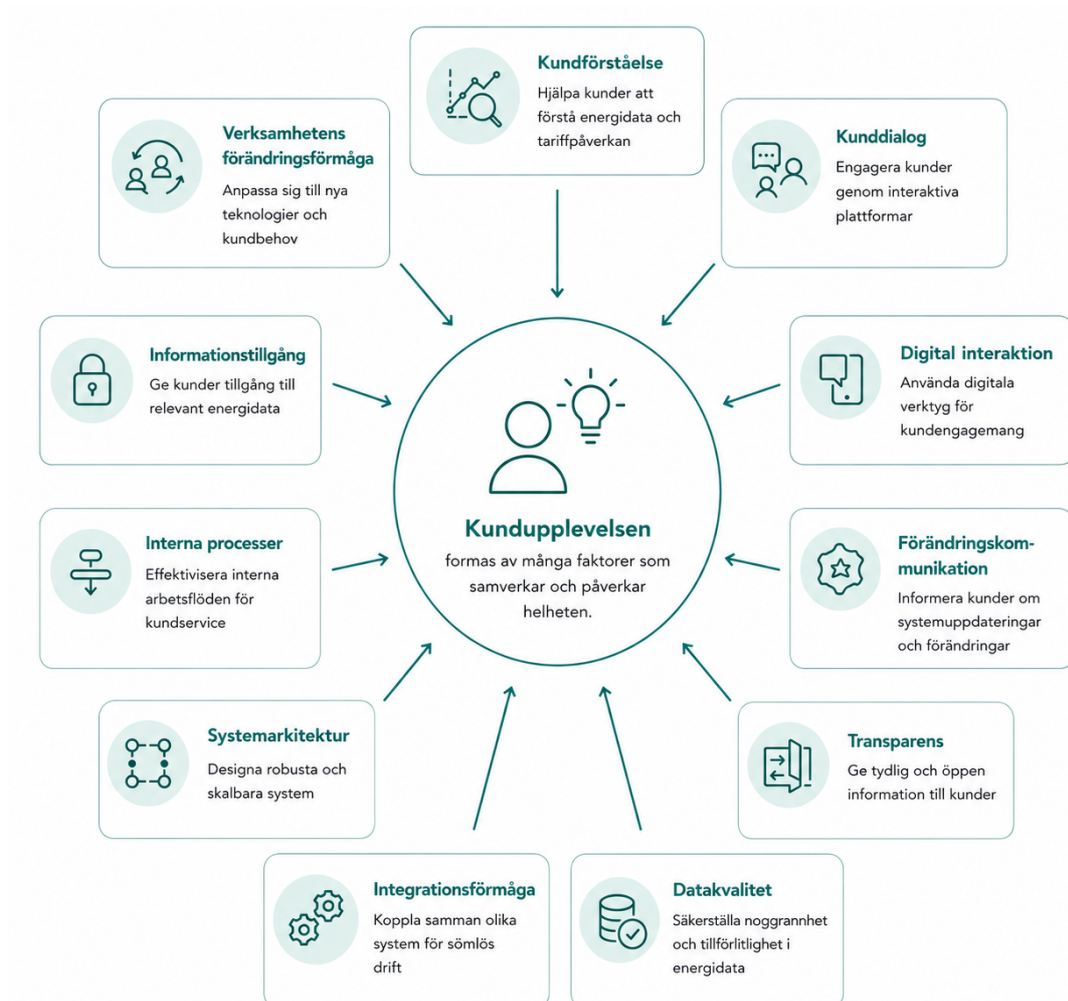 Kundförståelse
Hjälpa kunder att
förstå energidata och
tariffpåverkan
Verksamhetens
förändringsförmåga
Anpassa sig till nya
teknologier och
kundbehov
Kunddialog
Engagera kunder
genom interaktiva
plattformar
Informationstillgång
Ge kunder tillgång till
relevant energidata
Digital interaktion
Använda digitala
verktyg för
kundengagemang
Kundupplevelsen
formas av många faktorer som
samverkar och påverkar
helheten.
Interna processer
Effektivisera interna
arbetsflöden för
kundservice
Förändringskom-
munikation
Informera kunder om
systemuppdateringar
och förändringar
Systemarkitektur
Designa robusta och
skalbara system
Transparens
Ge tydlig och öppen
information till kunder
Integrationsförmåga
Koppla samman olika
system för sömlös
drift
Datakvalitet
Säkerställa noggrannhet
och tillförlitlighet i
energidata